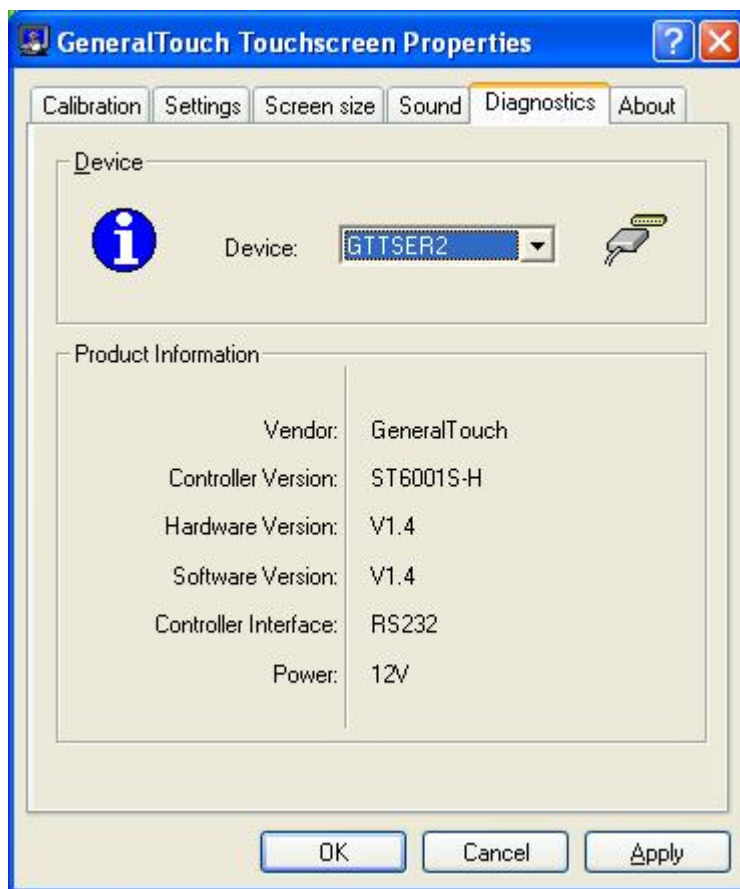 GeneralTouch Touchscreen Properties
Calibration Settings Screen size Sound Diagnostics About
Device
Device: GTTSER2
Product Information
Vendor: GeneralTouch
Controller Version: ST6001S-H
Hardware Version: V1.4
Software Version: V1.4
Controller Interface: RS232
Power: 12V
OK Cancel Apply